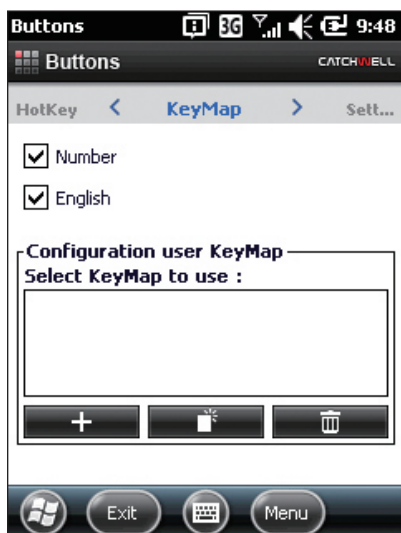 Buttons 3G 9:48
Buttons CATCHWELL
HotKey < KeyMap > Sett...
Number
English
Configuration user KeyMap
Select KeyMap to use :
+
Exit Menu